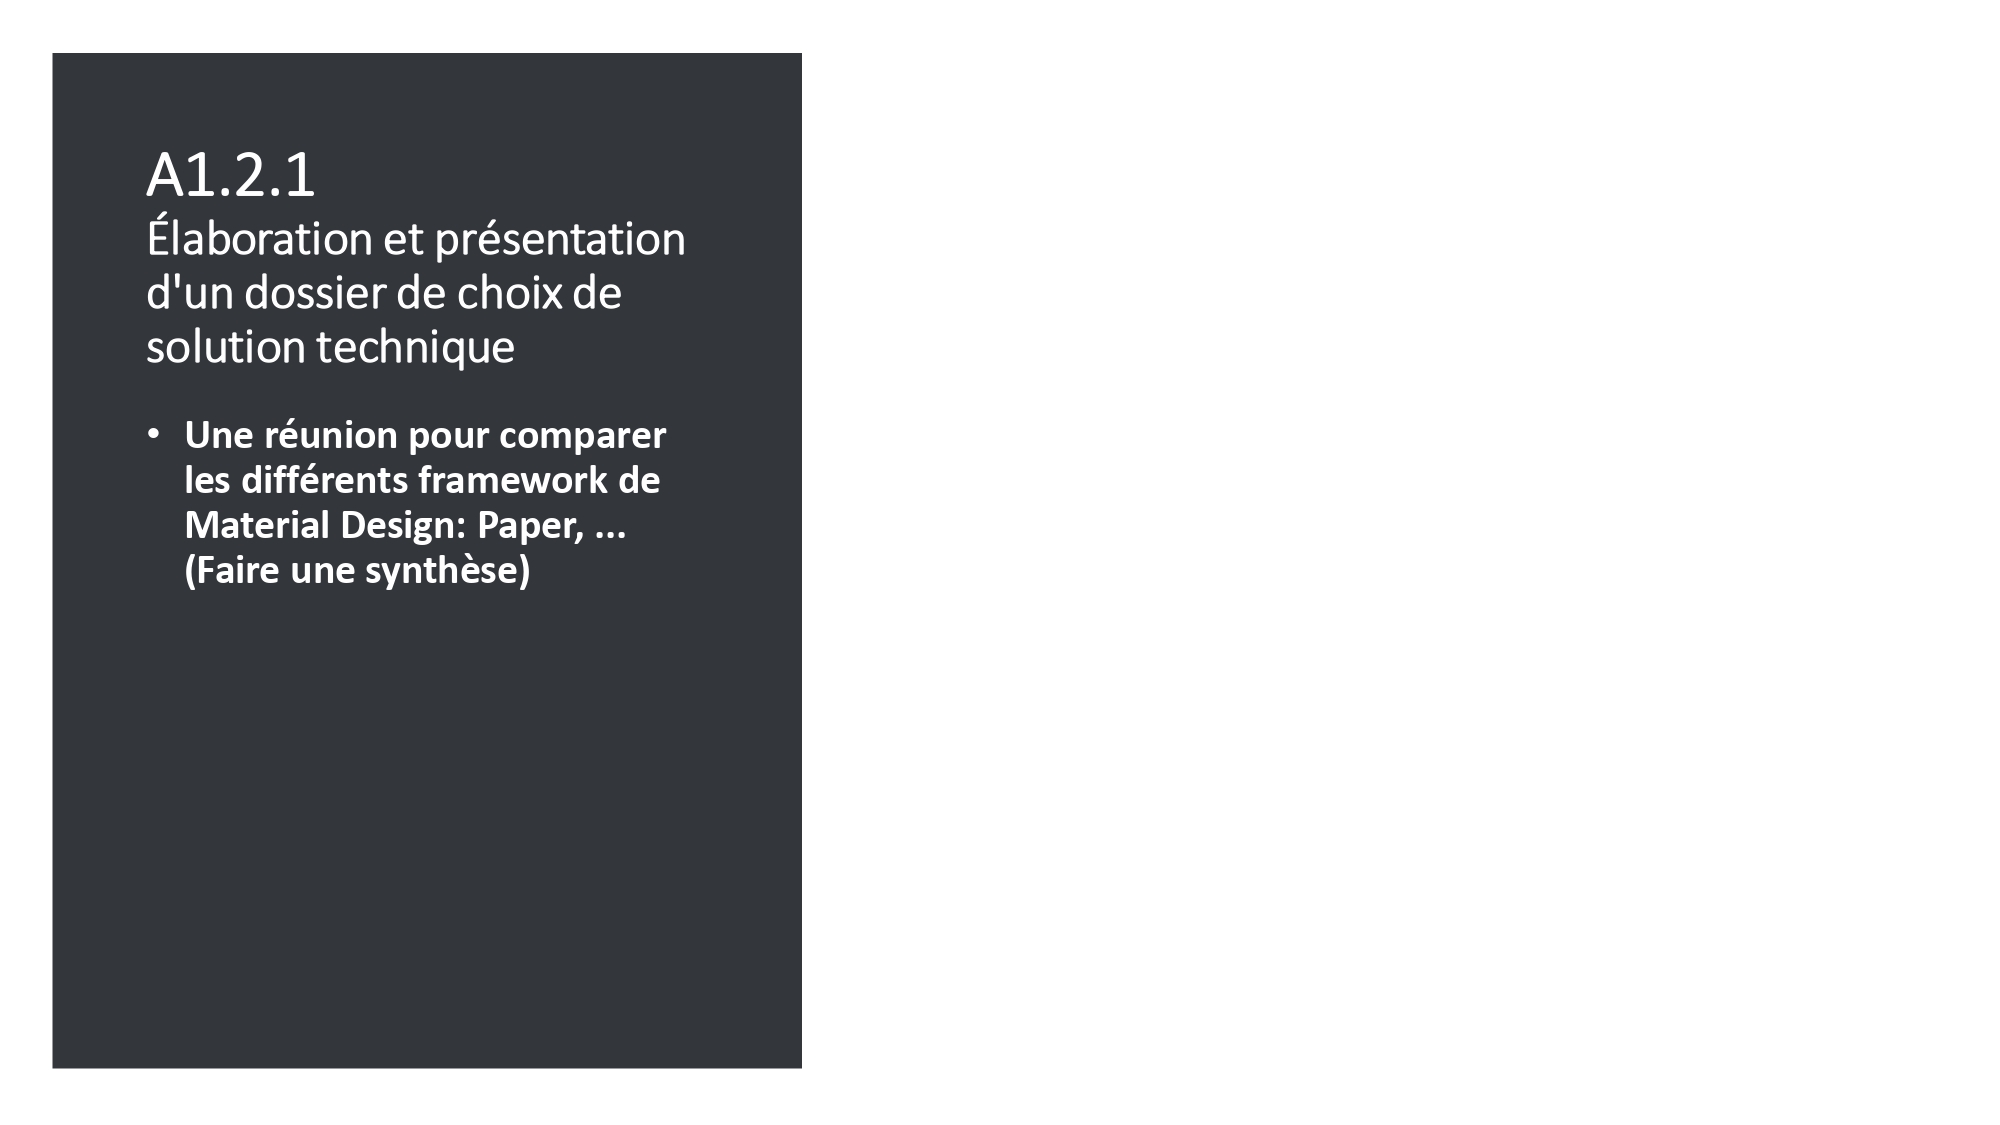 A1.2.1
Élaboration et présentation
d'un dossier de choix de
solution technique
• Une réunion pour comparer
les différents framework de
Material Design: Paper, ...
(Faire une synthèse)